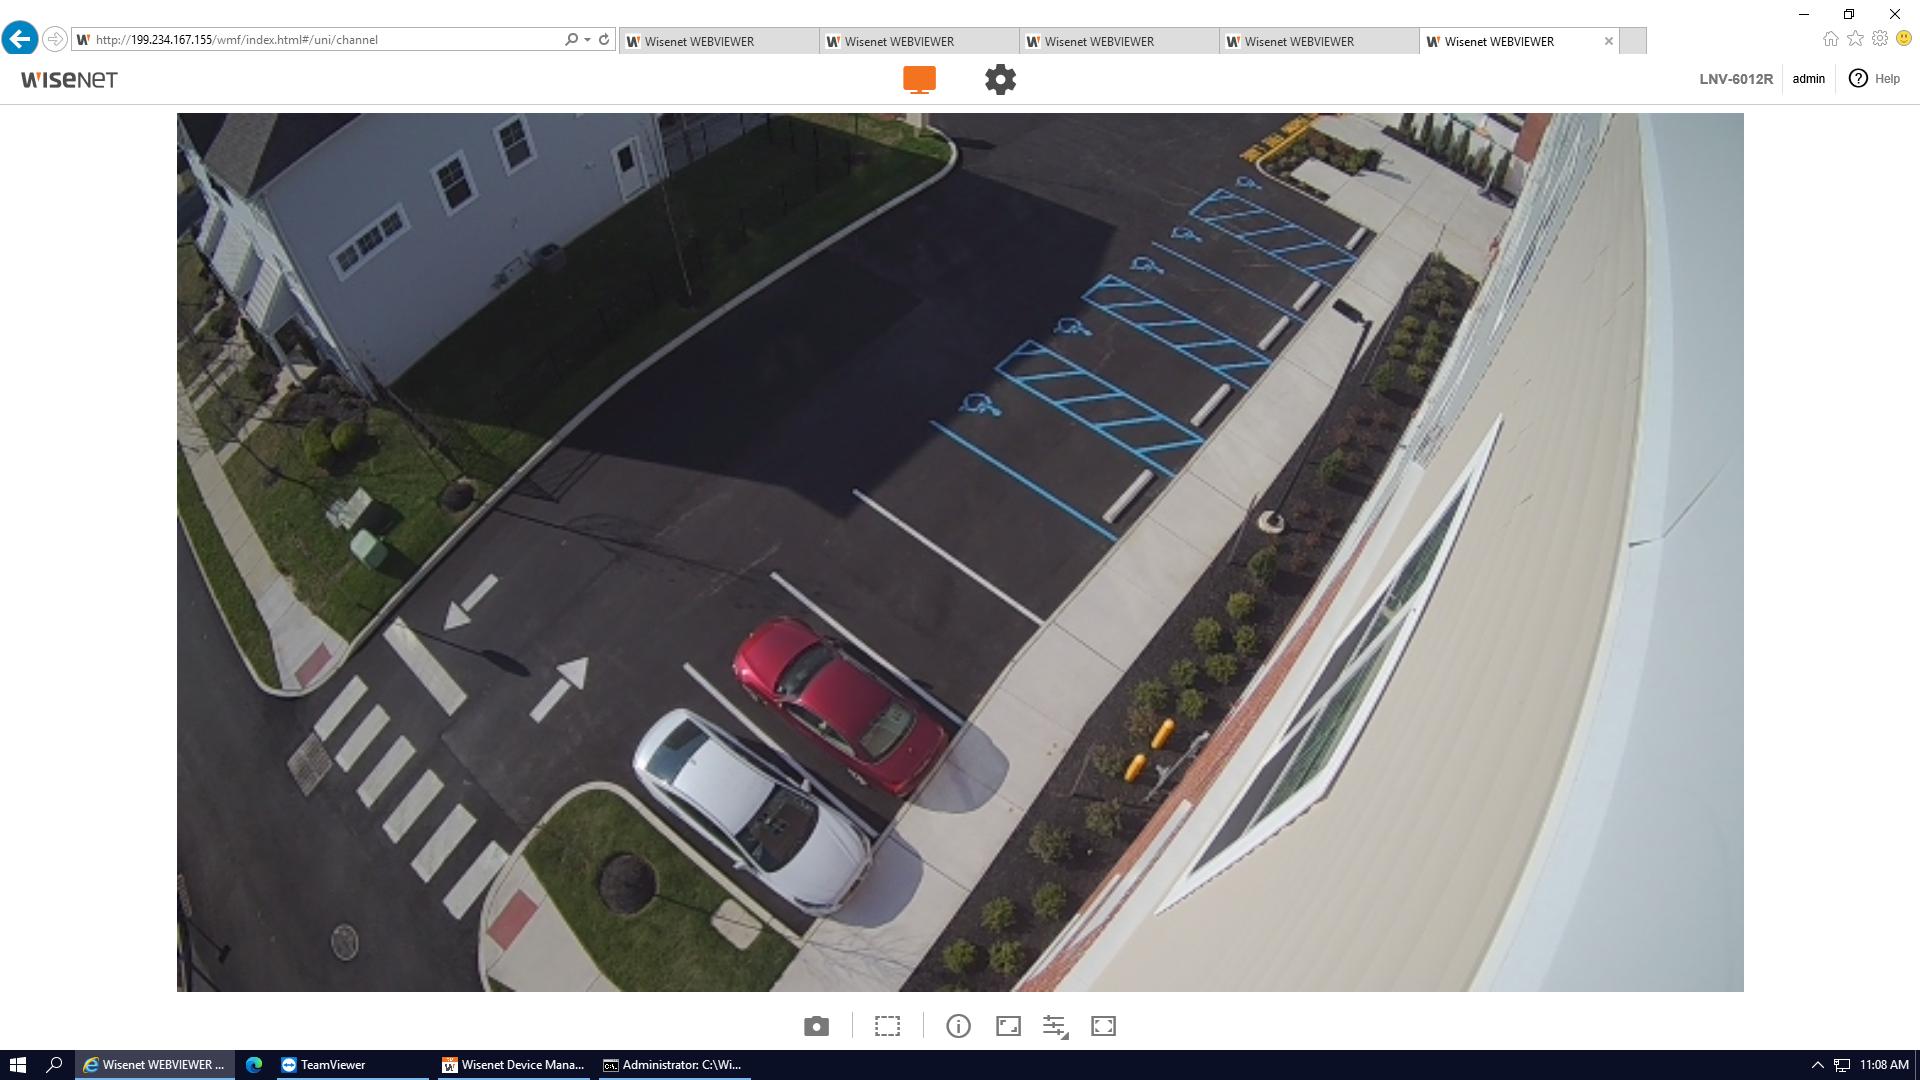 http://199.234.167.155/wmf/index.html#/uni/channel
Wisenet WEBVIEWER
Wisenet WEBVIEWER
Wisenet WEBVIEWER
Wisenet WEBVIEWER
Wisenet WEBVIEWER
WISENET
LNV-6012R
admin
Help
Wisenet WEBVIEWER ...
TeamViewer
Wisenet Device Mana...
Administrator: C:\Wi...
11:08 AM